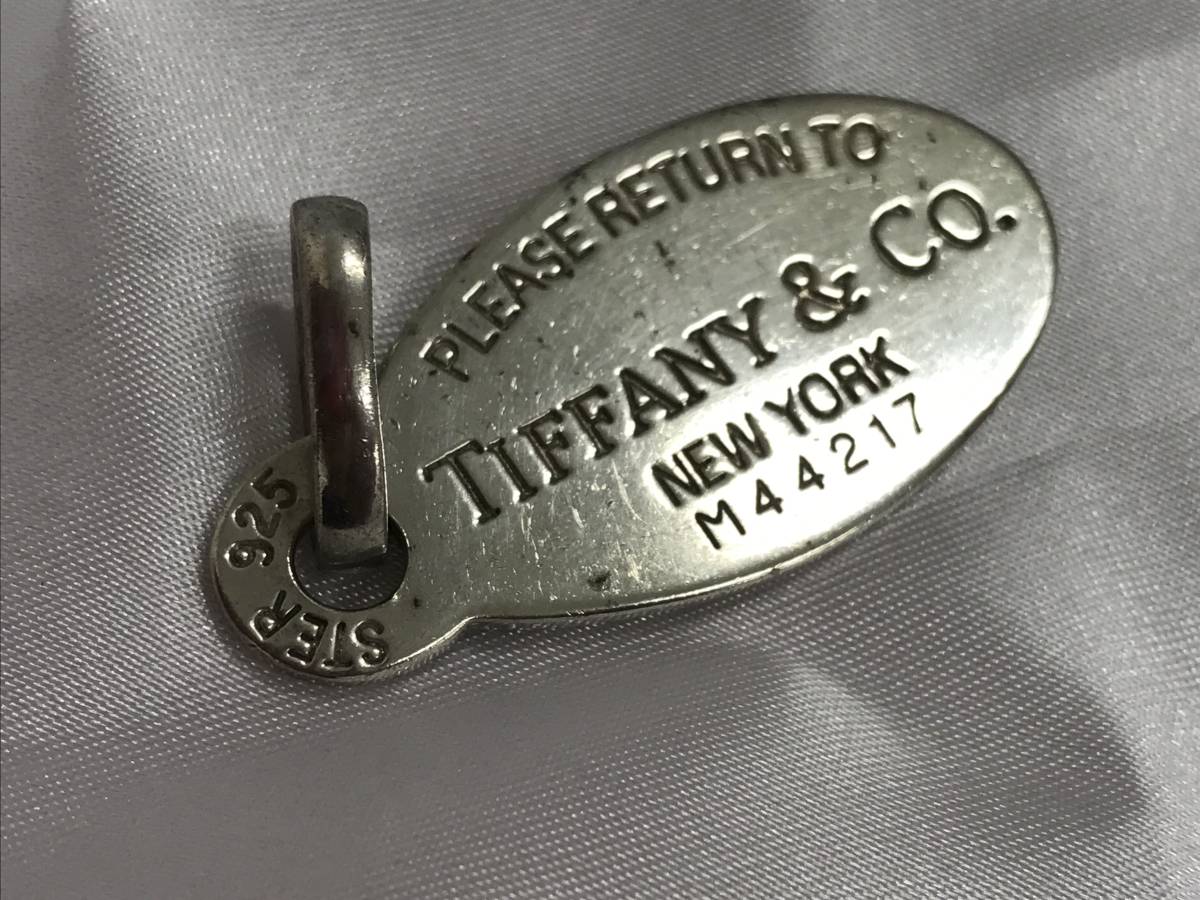 PLEASE RETURN TO
TIFFANY & CO.
NEW YORK
M44217
STER 925